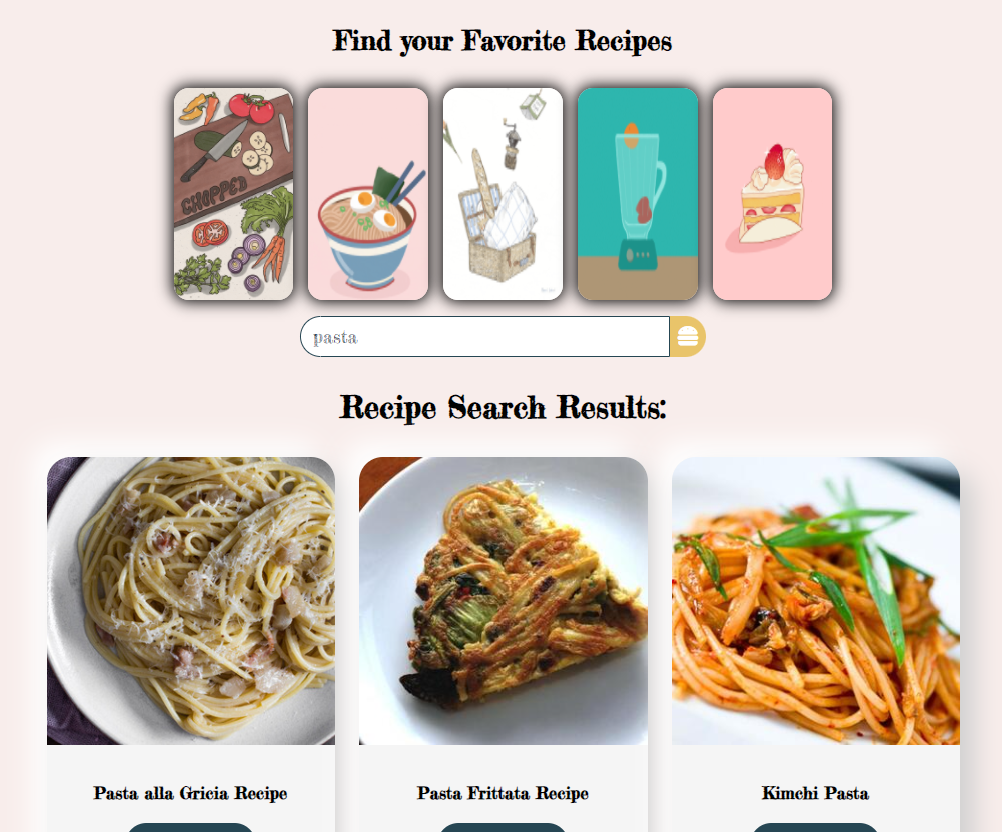 Find your Favorite Recipes
CHOPPED
pasta
Recipe Search Results:
Pasta alla Gricia Recipe
Pasta Frittata Recipe
Kimchi Pasta